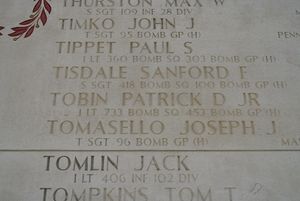 THURSTON MAX W
S SGT 109 INF 28 DIV
TIMKO JOHN J
T SGT 95 BOMB GP (H) PENN
TIPPET PAUL S
1 LT 360 BOMB SQ 303 BOMB GP (H)
TISDALE SANFORD F
S SGT 418 BOMB SQ 100 BOMB GP (H)
TOBIN PATRICK D JR
1 LT 733 BOMB SQ 453 BOMB GP (H)
TOMASELLO JOSEPH J
T SGT 96 BOMB GP (H) MA
TOMLIN JACK
1 LT 406 INF 102 DIV
TOMPKINS TOM T